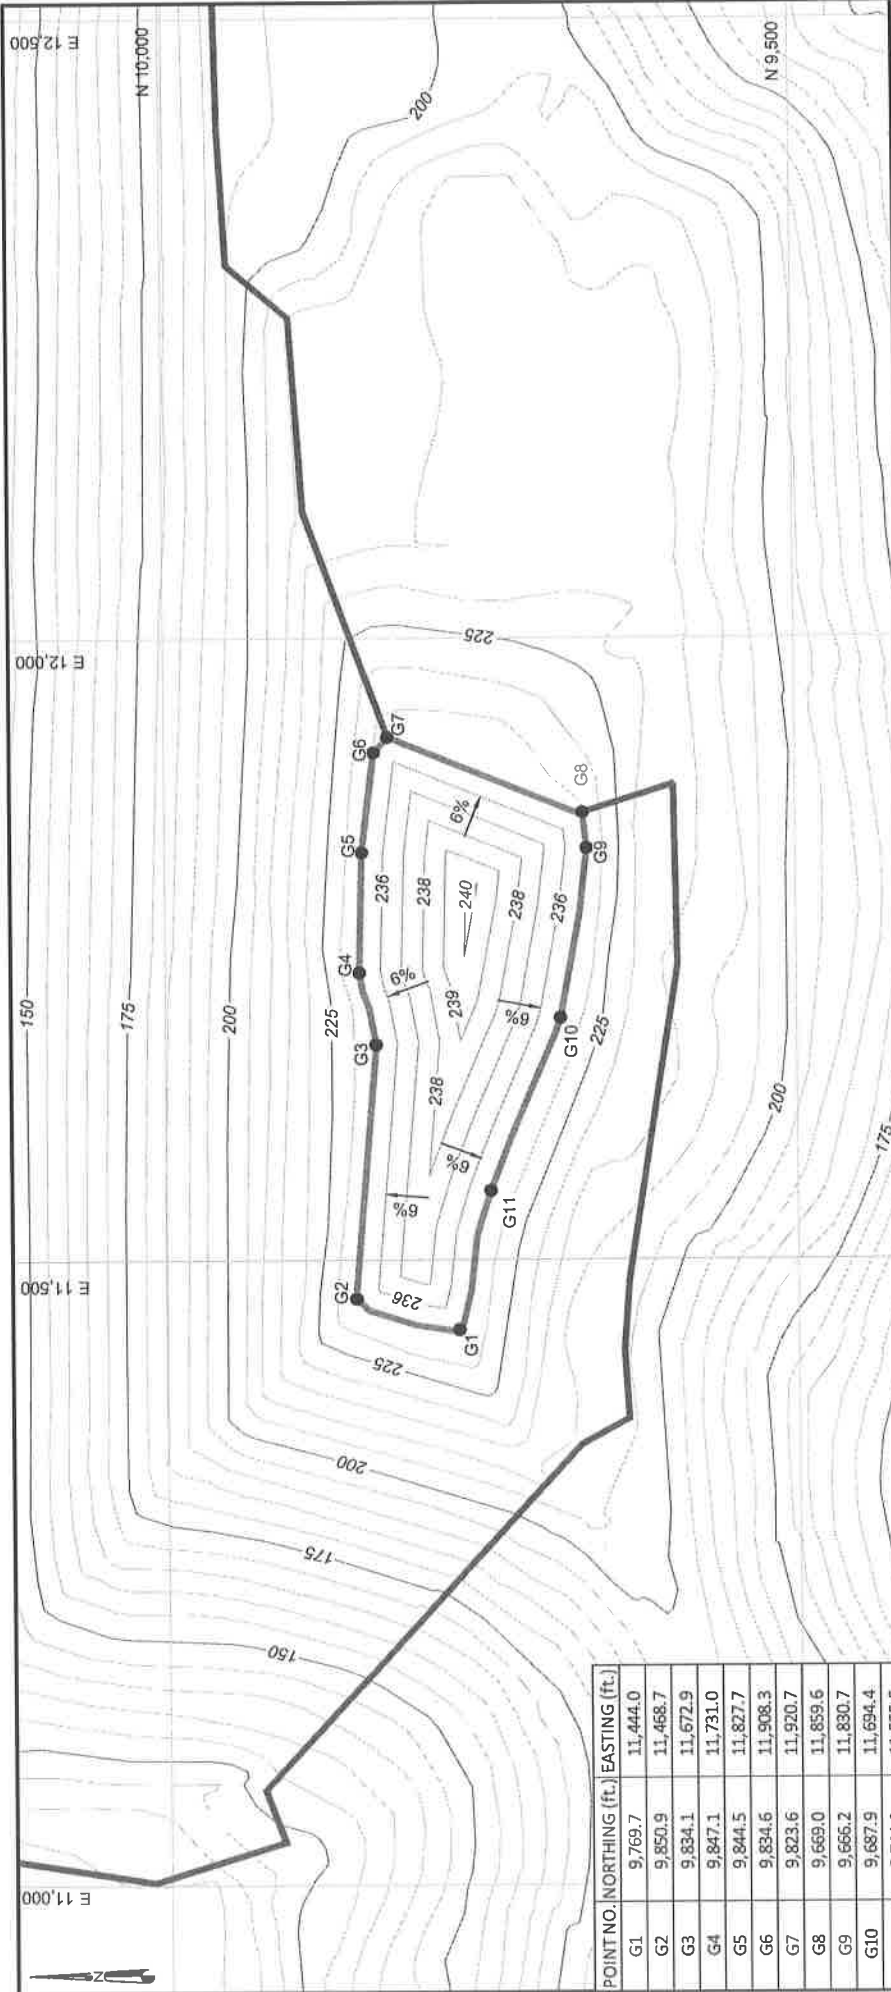 E 12,500
N 10,000
N 9,500
200
E 12,000
225
G7
G6
G8
6%
G5
G9
236
238
240
238
236
G4
6%
239
6%
G10
150
175
200
225
G3
238
225
200
175
6%
6%
G11
E 11,500
G2
236
G1
225
200
175
150
E 11,000
N
POINT NO. NORTHING (ft.) EASTING (ft.)
G1 9,769.7 11,444.0
G2 9,850.9 11,468.7
G3 9,834.1 11,672.9
G4 9,847.1 11,731.0
G5 9,844.5 11,827.7
G6 9,834.6 11,908.3
G7 9,823.6 11,920.7
G8 9,669.0 11,859.6
G9 9,666.2 11,830.7
G10 9,687.9 11,694.4